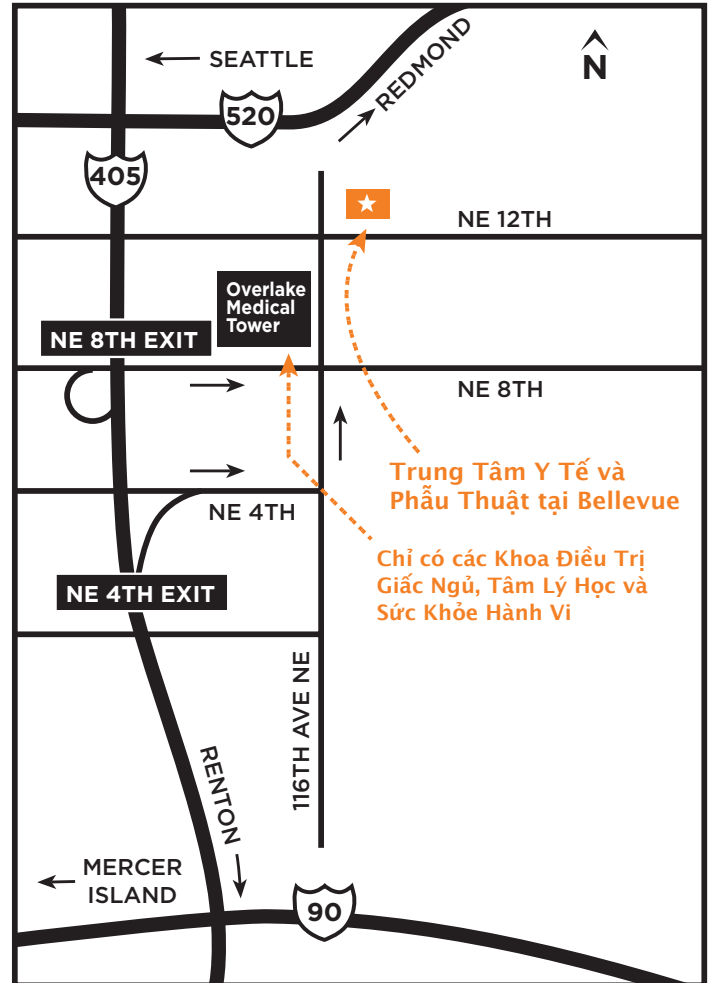 SEATTLE
N
REDMOND
520
405
NE 12TH
Overlake
Medical
Tower
NE 8TH EXIT
NE 8TH
Trung Tâm Y Tế và
Phẫu Thuật tại Bellevue
NE 4TH
Chỉ có các Khoa Điều Trị
Giấc Ngủ, Tâm Lý Học và
Sức Khỏe Hành Vi
NE 4TH EXIT
116TH AVE NE
RENTON
MERCER
ISLAND
90